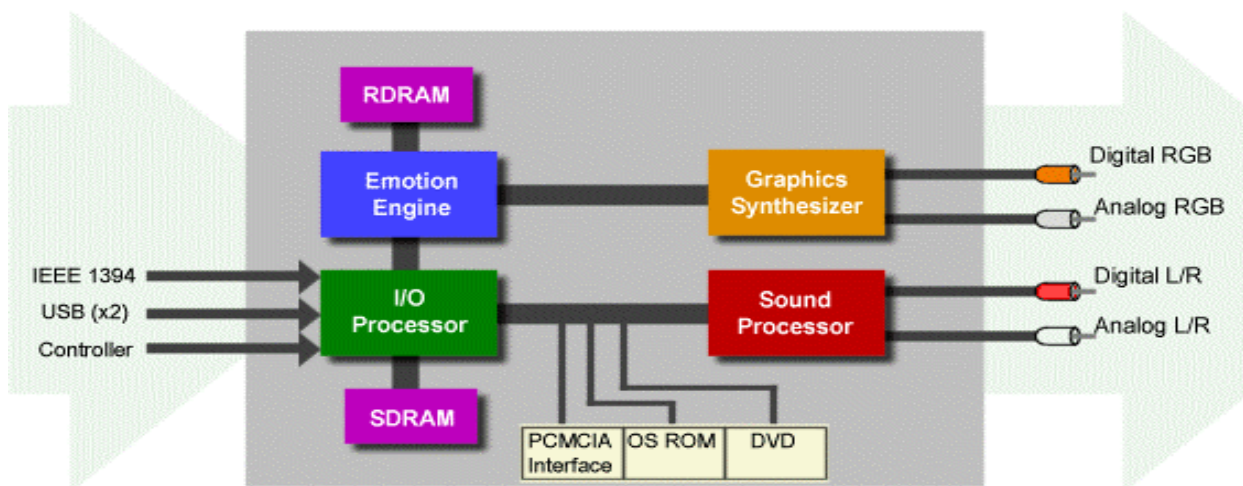 RDRAM
Emotion
Engine
Graphics
Synthesizer
Digital RGB
Analog RGB
IEEE 1394
USB (x2)
Controller
I/O
Processor
Sound
Processor
Digital L/R
Analog L/R
SDRAM
PCMCIA
Interface
OS ROM
DVD